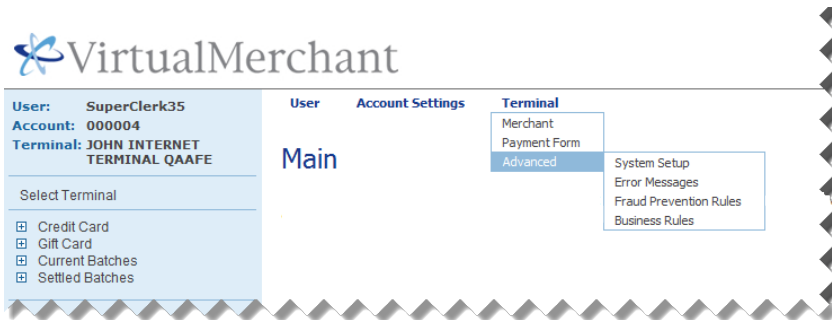 VirtualMerchant
User: SuperClerk35
Account: 000004
Terminal: JOHN INTERNET
TERMINAL QAAFE
Select Terminal
Credit Card
Gift Card
Current Batches
Settled Batches
User Account Settings Terminal
Main
Merchant
Payment Form
Advanced
System Setup
Error Messages
Fraud Prevention Rules
Business Rules